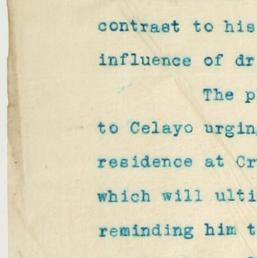 contrast to his
influence of dr
The p
to Celayo urgin
residence at Cr
which will ulti
reminding him t